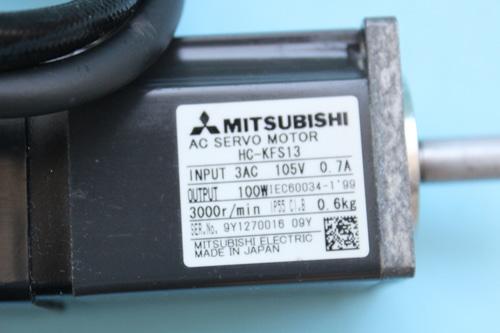 MITSUBISHI
AC SERVO MOTOR
HC-KFS13
INPUT 3AC 105V 0.7A
OUTPUT 100W IEC60034-1'99
3000r/min IP55 Cl.B 0.6kg
SER.No. 9Y1270016 09Y
MITSUBISHI ELECTRIC
MADE IN JAPAN